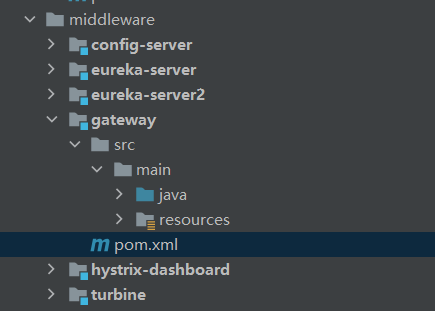 middleware
config-server
eureka-server
eureka-server2
gateway
src
main
java
resources
pom.xml
hystrix-dashboard
turbine